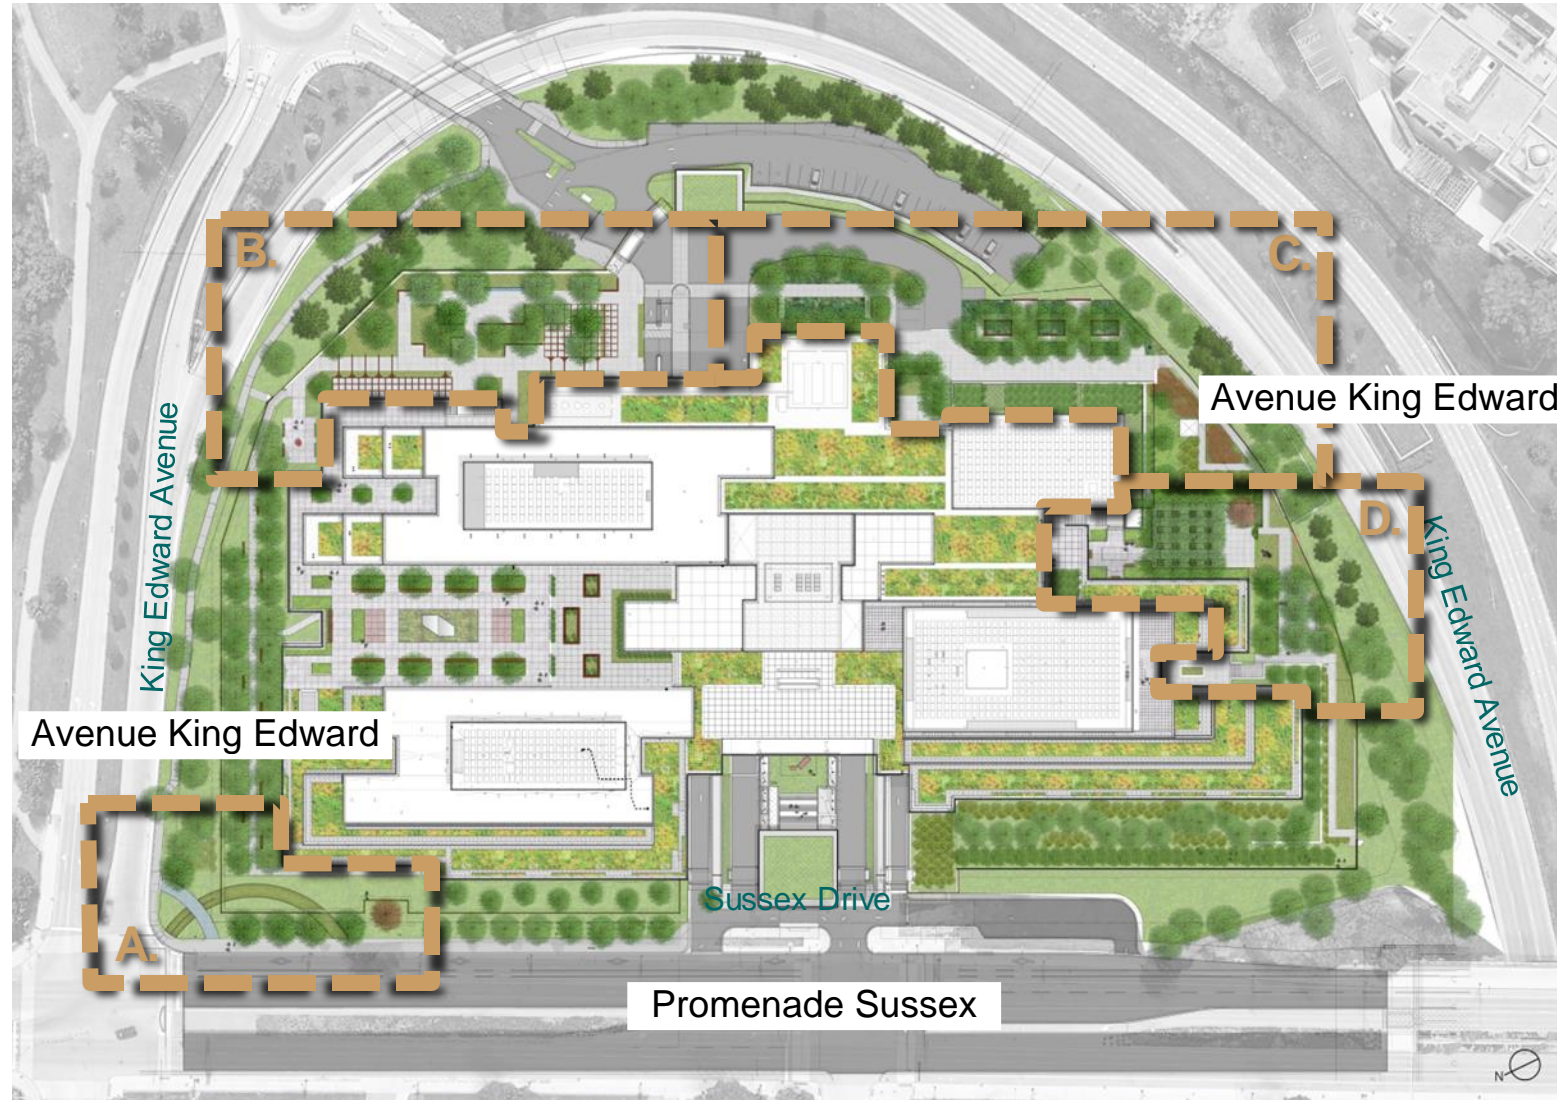 B.
C.
Avenue King Edward
King Edward Avenue
D.
King Edward Avenue
Avenue King Edward
Sussex Drive
A.
Promenade Sussex
N